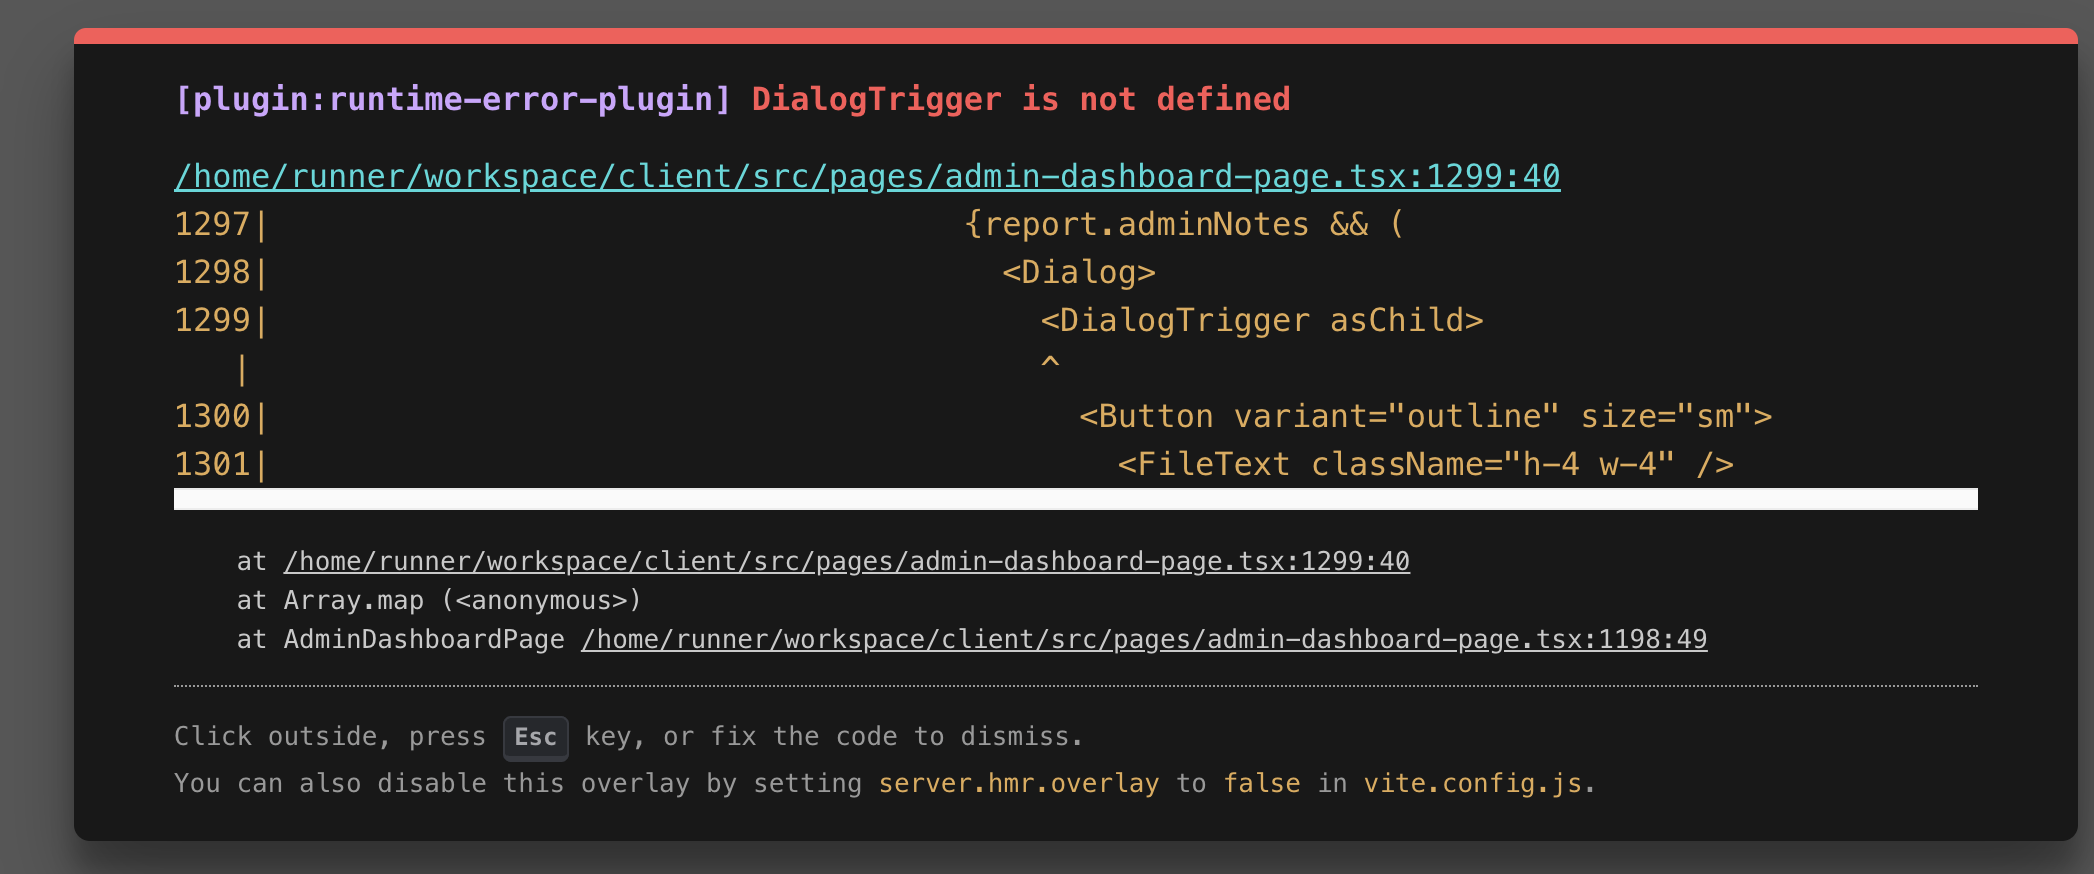 [plugin:runtime-error-plugin] DialogTrigger is not defined
/home/runner/workspace/client/src/pages/admin-dashboard-page.tsx:1299:40
1297|                                    {report.adminNotes && (
1298|                                      <Dialog>
1299|                                        <DialogTrigger asChild>
   |                                         ^
1300|                                          <Button variant="outline" size="sm">
1301|                                            <FileText className="h-4 w-4" />
at /home/runner/workspace/client/src/pages/admin-dashboard-page.tsx:1299:40
at Array.map (<anonymous>)
at AdminDashboardPage /home/runner/workspace/client/src/pages/admin-dashboard-page.tsx:1198:49
Click outside, press Esc key, or fix the code to dismiss.
You can also disable this overlay by setting server.hmr.overlay to false in vite.config.js.